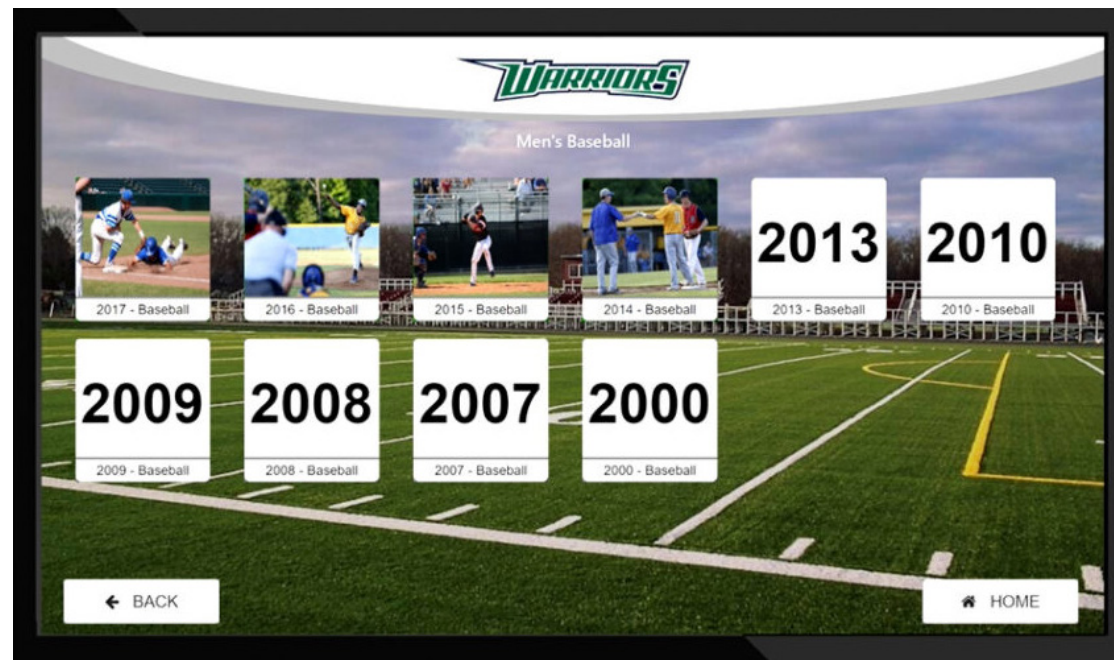 WARRIORS
Men's Baseball
2017 - Baseball
2016 - Baseball
2015 - Baseball
2014 - Baseball
2013
2013 - Baseball
2010
2010 - Baseball
2009
2009 - Baseball
2008
2008 - Baseball
2007
2007 - Baseball
2000
2000 - Baseball
BACK
HOME